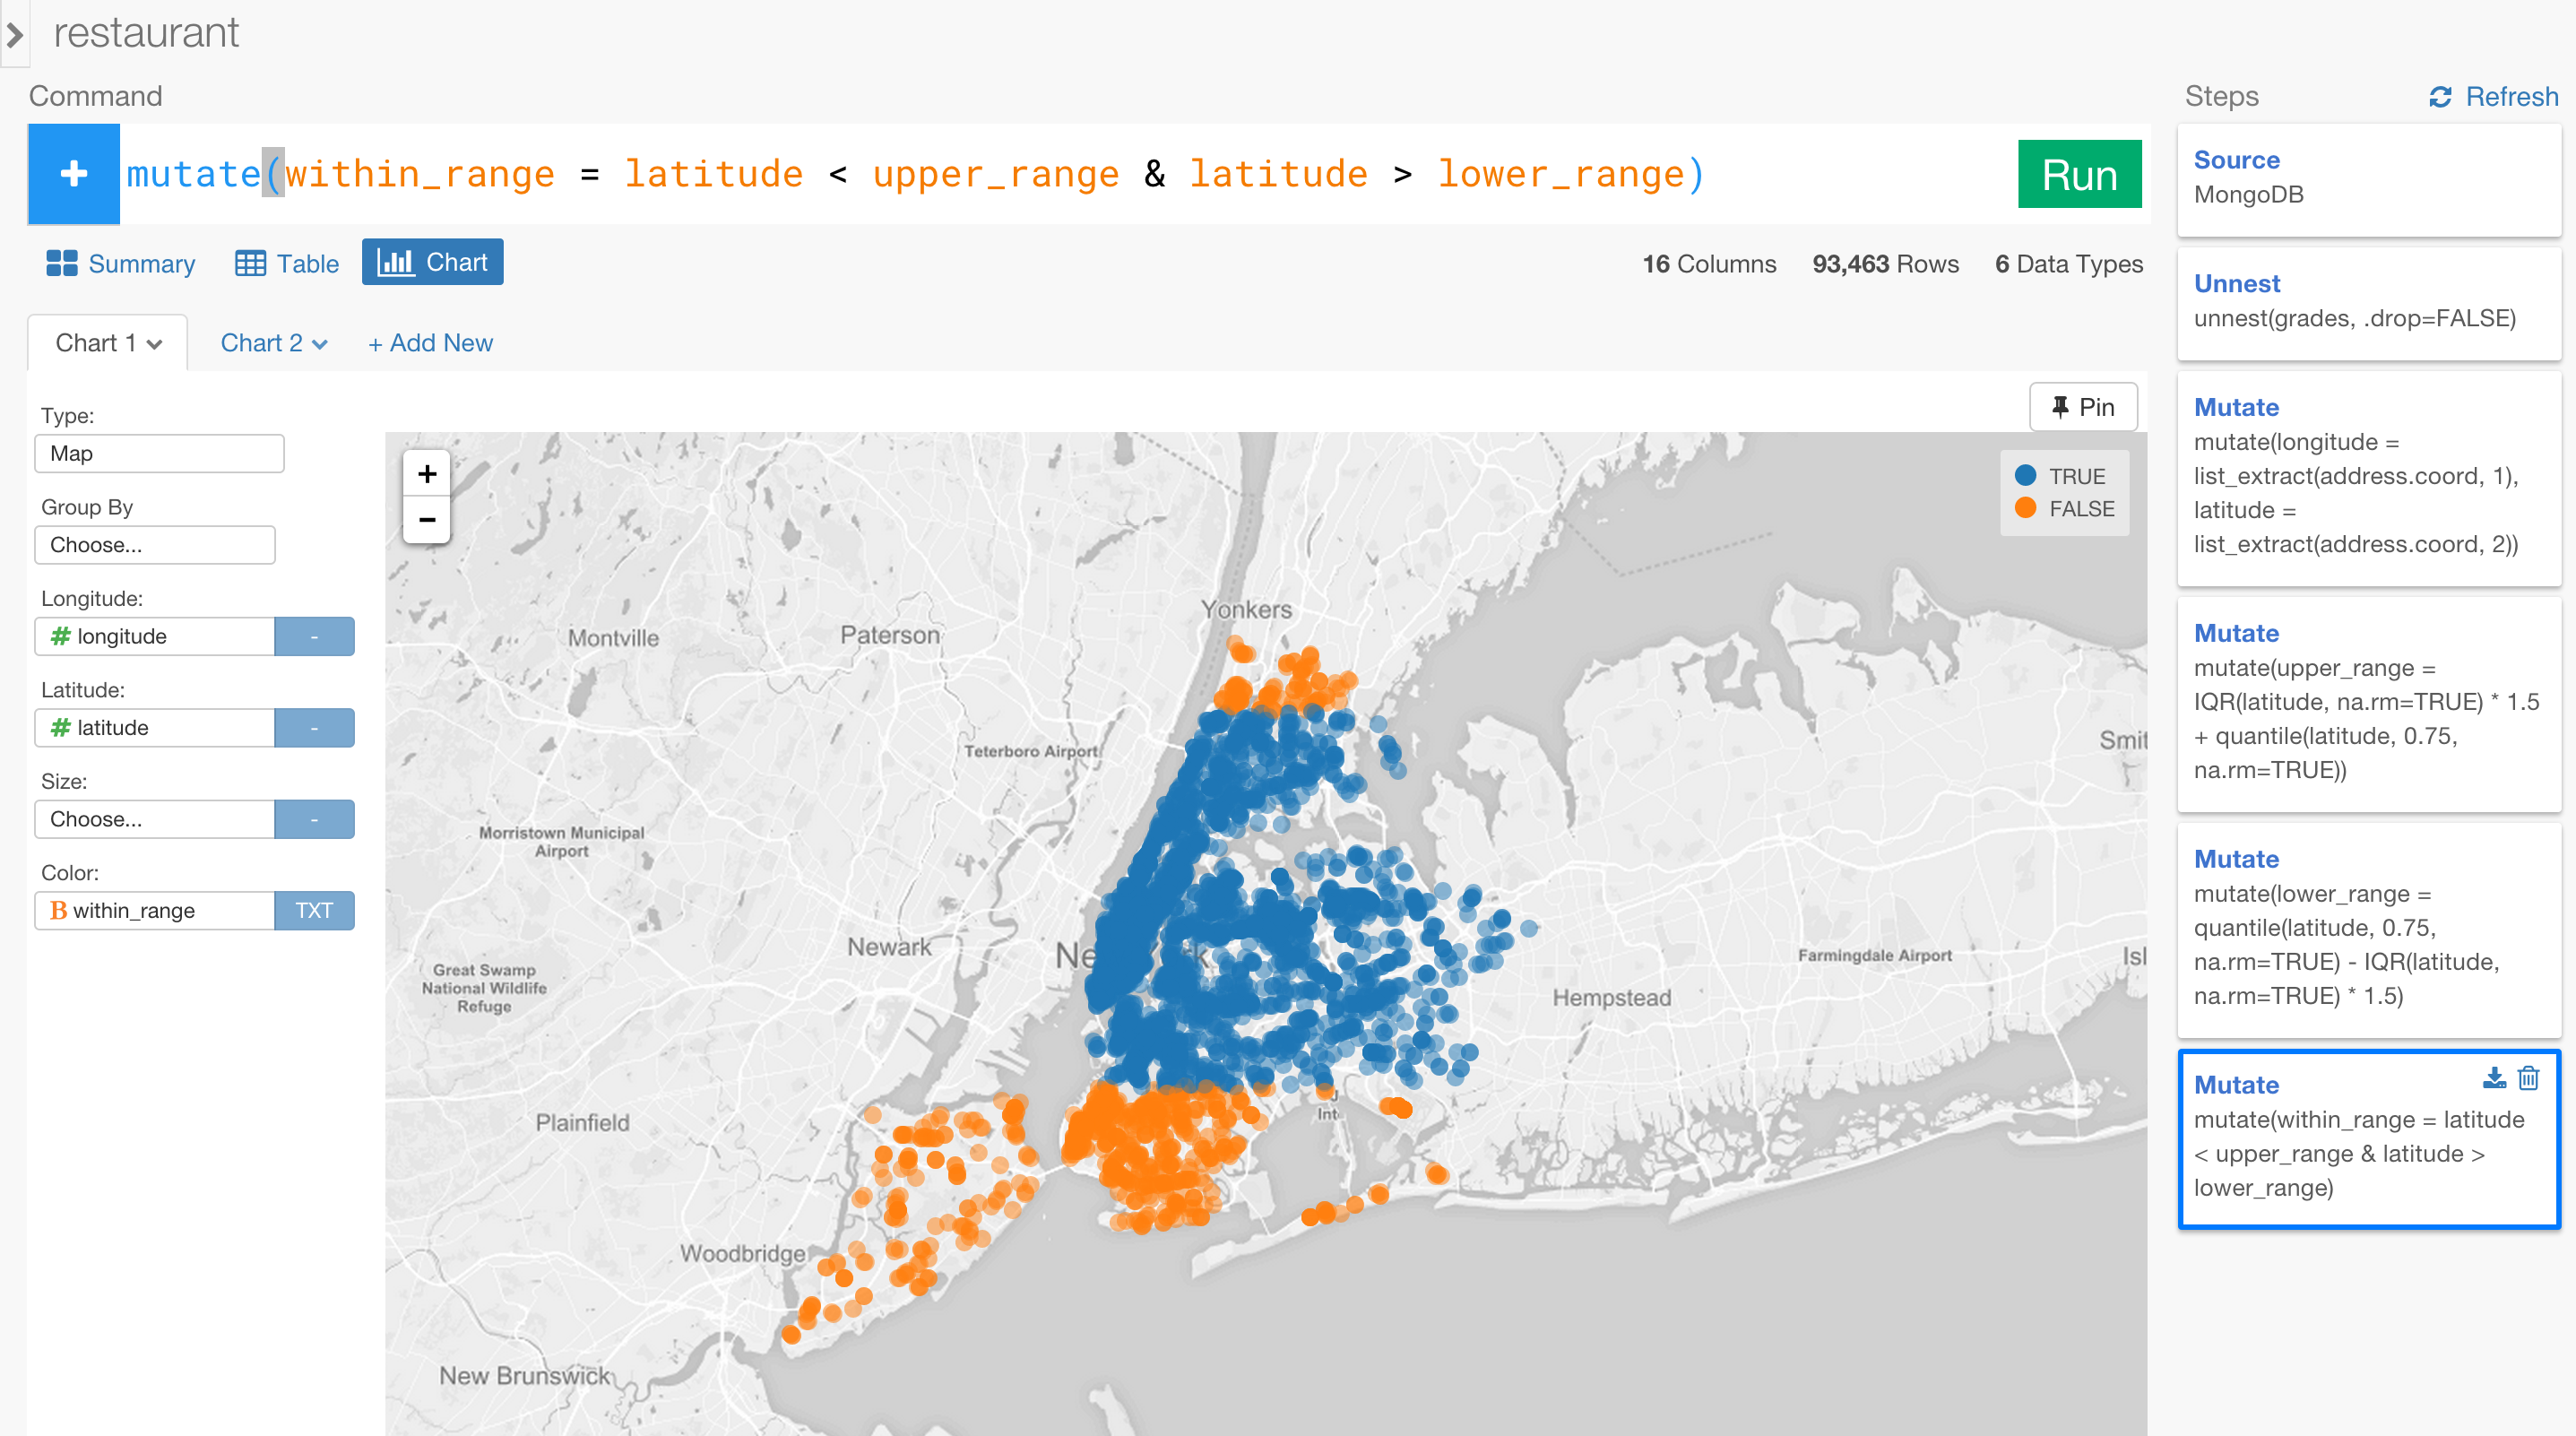 restaurant
Command
Steps
Refresh
+
mutate(within_range = latitude < upper_range & latitude > lower_range)
Run
Summary
Table
Chart
16 Columns
93,463 Rows
6 Data Types
Chart 1
Chart 2
+ Add New
Type:
Map
Group By
Choose...
Longitude:
# longitude
-
Latitude:
# latitude
-
Size:
Choose...
-
Color:
B within_range
TXT
Pin
+
−
TRUE
FALSE
Yonkers
Montville
Paterson
Teterboro Airport
Smit
Morristown Municipal
Airport
Newark
Ne
k
Farmingdale Airport
Isl
Great Swamp
National Wildlife
Refuge
Hempstead
J
Int
Plainfield
Woodbridge
New Brunswick
Source
MongoDB
Unnest
unnest(grades, .drop=FALSE)
Mutate
mutate(longitude =
list_extract(address.coord, 1),
latitude =
list_extract(address.coord, 2))
Mutate
mutate(upper_range =
IQR(latitude, na.rm=TRUE) * 1.5
+ quantile(latitude, 0.75,
na.rm=TRUE))
Mutate
mutate(lower_range =
quantile(latitude, 0.75,
na.rm=TRUE) - IQR(latitude,
na.rm=TRUE) * 1.5)
Mutate
mutate(within_range = latitude
< upper_range & latitude >
lower_range)